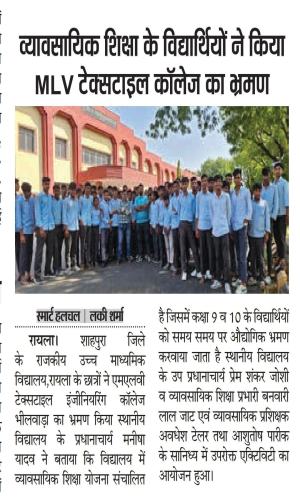 व्यावसायिक शिक्षा के विद्यार्थियों ने किया
MLV टेक्सटाइल कॉलेज का भ्रमण
स्मार्ट हलचल | लकी शर्मा
रायला। शाहपुरा जिले
के राजकीय उच्च माध्यमिक
विद्यालय,रायला के छात्रों ने एमएलवी
टेक्सटाइल इंजीनियरिंग कॉलेज
भीलवाड़ा का भ्रमण किया स्थानीय
विद्यालय के प्रधानाचार्य मनीषा
यादव ने बताया कि विद्यालय में
व्यावसायिक शिक्षा योजना संचालित
है जिसमें कक्षा 9 व 10 के विद्यार्थियों
को समय समय पर औद्योगिक भ्रमण
करवाया जाता है स्थानीय विद्यालय
के उप प्रधानाचार्य प्रेम शंकर जोशी
व व्यावसायिक शिक्षा प्रभारी बनवारी
लाल जाट एवं व्यावसायिक प्रशिक्षक
अवधेश टेलर तथा आशुतोष पारीक
के सानिध्य में उपरोक्त एक्टिविटी का
आयोजन हुआ।